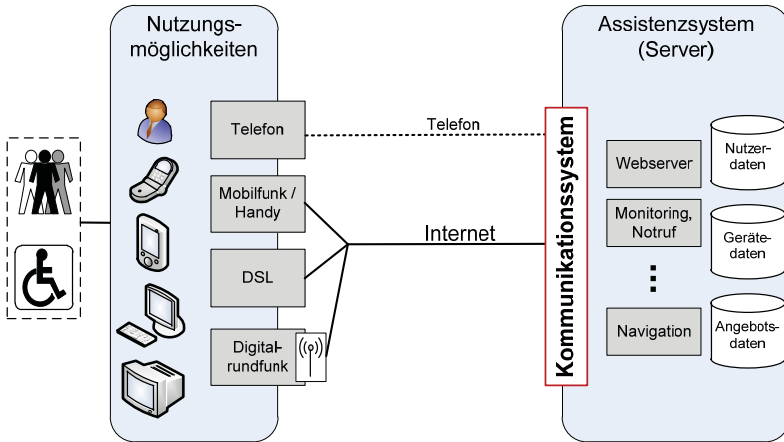 Nutzungs-
möglichkeiten
Telefon
Mobilfunk /
Handy
DSL
Digital-
rundfunk
Telefon
Internet
Kommunikationssystem
Assistenzsystem
(Server)
Webserver
Monitoring,
Notruf
Navigation
Nutzer-
daten
Geräte-
daten
Angebots-
daten